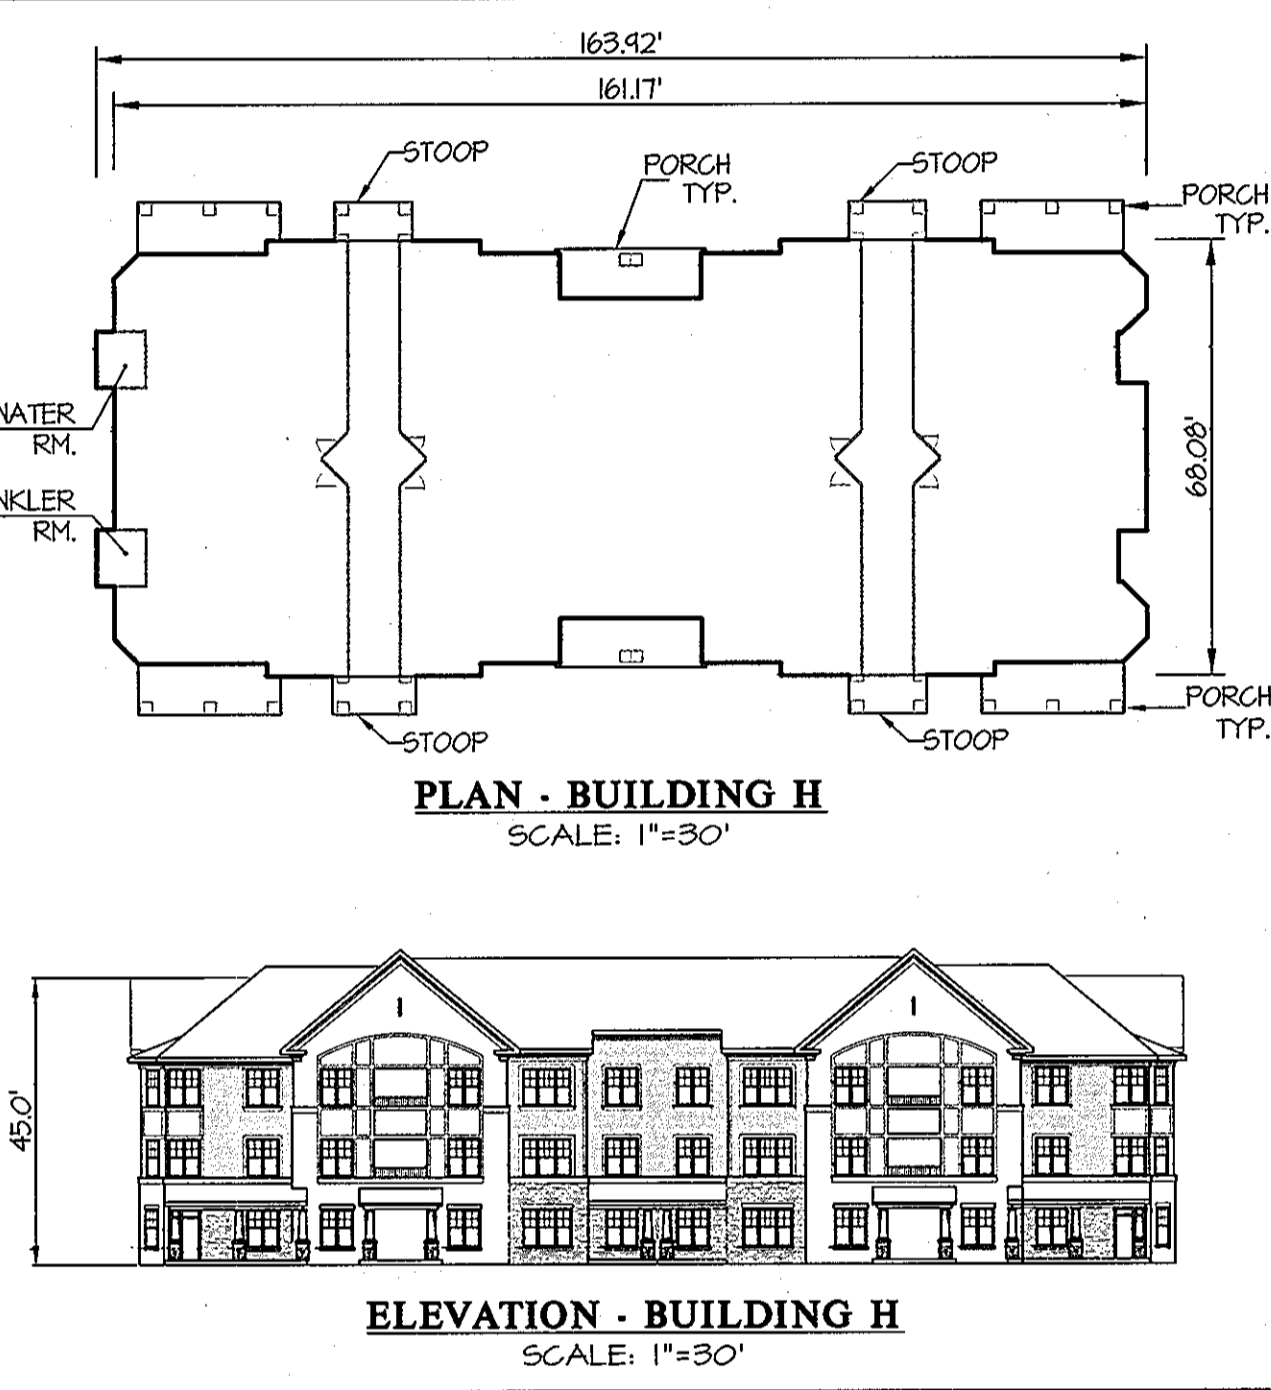 163.92'
161.17'
STOOP
PORCH
TYP.
STOOP
PORCH
TYP.
RM.
68.08'
RM.
PORCH
TYP.
STOOP
STOOP
PLAN - BUILDING H
SCALE: 1"=30'
45.0'
ELEVATION - BUILDING H
SCALE: 1"=30'